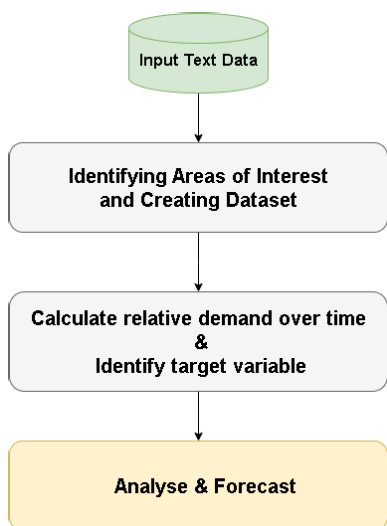 Input Text Data
Identifying Areas of Interest
and Creating Dataset
Calculate relative demand over time
&
Identify target variable
Analyse & Forecast